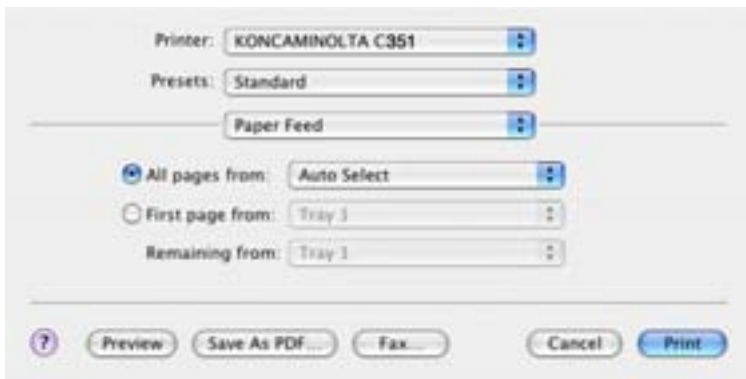 Printer: KONCAMINOLTA C351
Presets: Standard
Paper Feed
All pages from: Auto Select
First page from: Tray 1
Remaining from: Tray 1
? Preview Save As PDF... Fax... Cancel Print